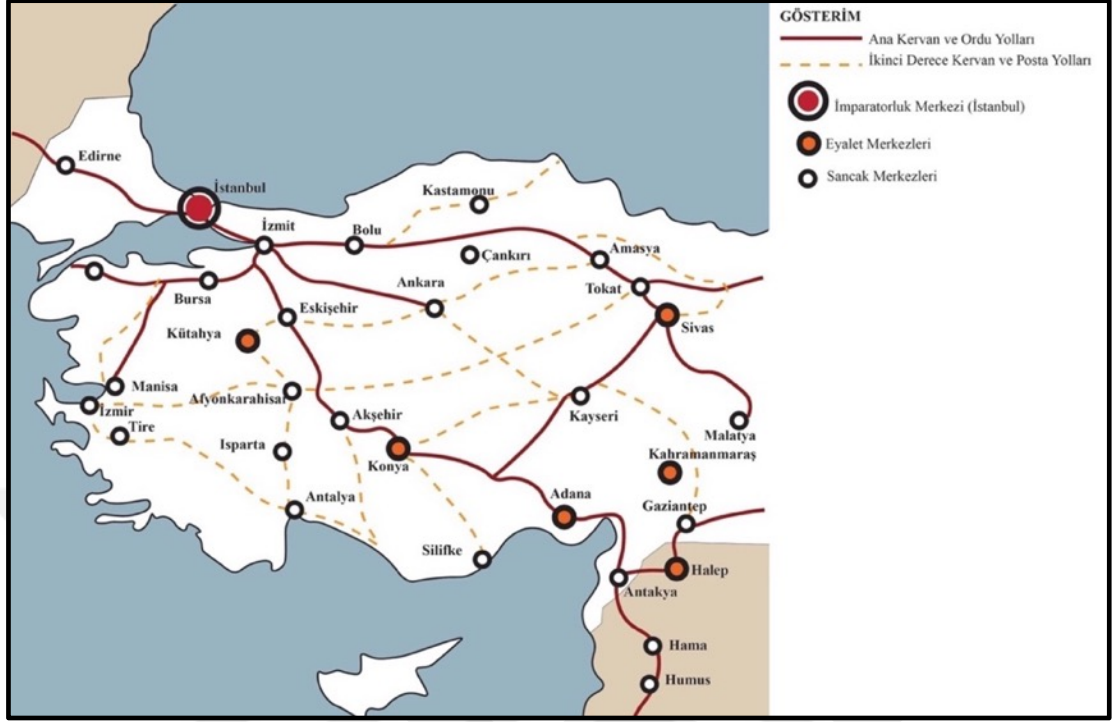 GÖSTERİM
Ana Kervan ve Ordu Yolları
İkinci Derece Kervan ve Posta Yolları
İmparatorluk Merkezi (İstanbul)
Eyalet Merkezleri
Sancak Merkezleri
Edirne
İstanbul
Kastamonu
İzmit
Bolu
Çankırı
Amasya
Ankara
Tokat
Bursa
Eskişehir
Sivas
Kütahya
Manisa
Afyonkarahisar
İzmir
Akşehir
Kayseri
Tire
Malatya
Isparta
Konya
Kahramanmaraş
Antalya
Adana
Gaziantep
Silifke
Halep
Antakya
Hama
Humus